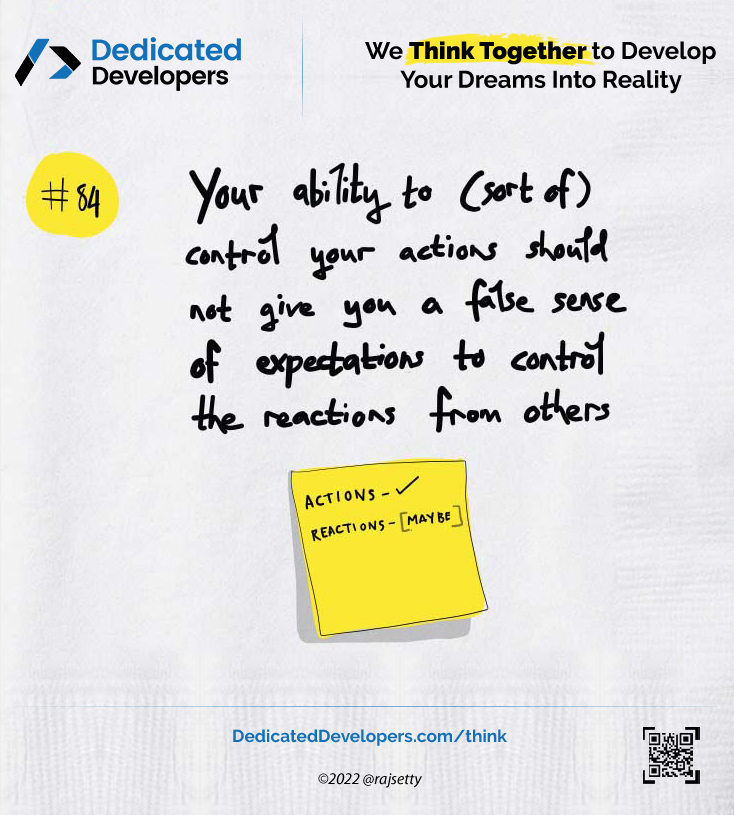 Dedicated
Developers
We Think Together to Develop
Your Dreams Into Reality
#84
Your ability to (sort of)
control your actions should
not give you a false sense
of expectations to control
the reactions from others
ACTIONS - ✓
REACTIONS - [MAYBE]
DedicatedDevelopers.com/think
©2022 @rajsetty